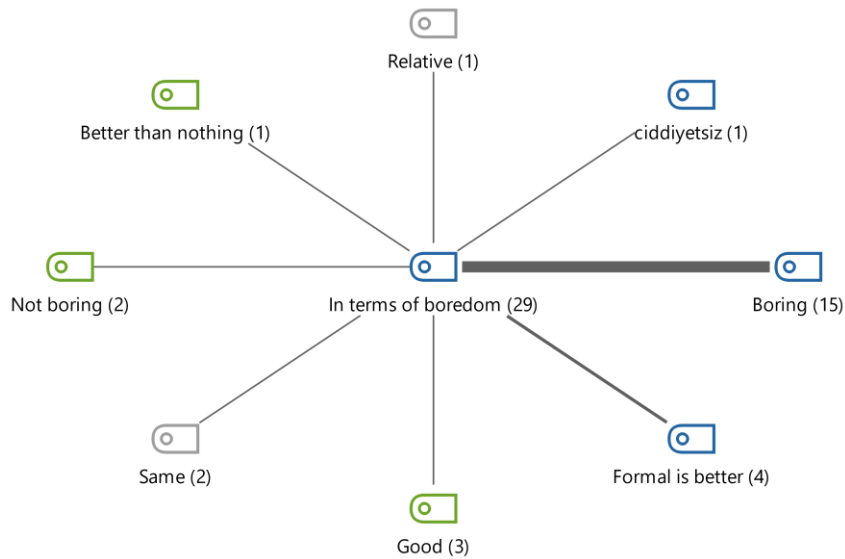 Relative (1)
Better than nothing (1)
ciddiyetsiz (1)
Not boring (2)
In terms of boredom (29)
Boring (15)
Same (2)
Formal is better (4)
Good (3)